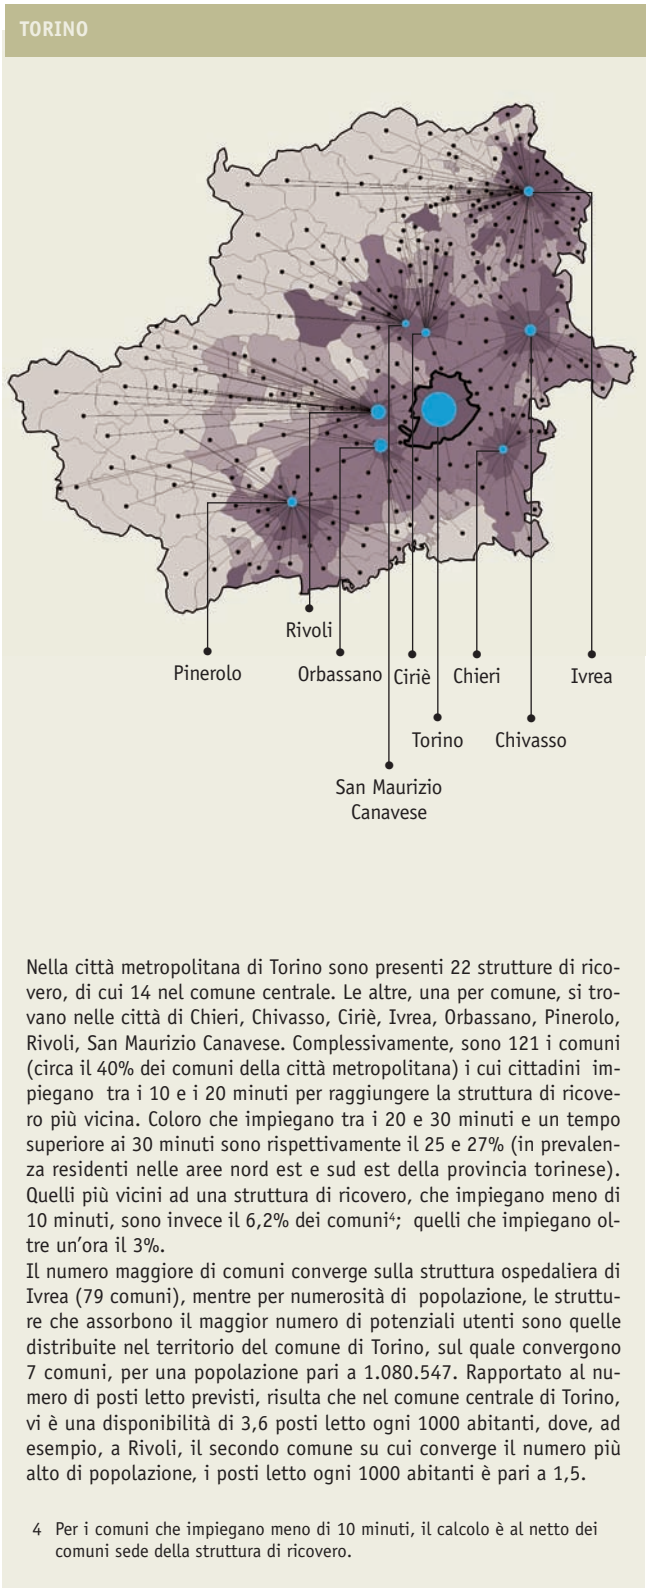 TORINO
Rivoli
Pinerolo
Orbassano
Ciriè
Chieri
Ivrea
Torino
Chivasso
San Maurizio
Canavese
Nella città metropolitana di Torino sono presenti 22 strutture di rico-
vero, di cui 14 nel comune centrale. Le altre, una per comune, si tro-
vano nelle città di Chieri, Chivasso, Ciriè, Ivrea, Orbassano, Pinerolo,
Rivoli, San Maurizio Canavese. Complessivamente, sono 121 i comuni
(circa il 40% dei comuni della città metropolitana) i cui cittadini im-
piegano tra i 10 e i 20 minuti per raggiungere la struttura di ricove-
ro più vicina. Coloro che impiegano tra i 20 e 30 minuti e un tempo
superiore ai 30 minuti sono rispettivamente il 25 e 27% (in prevalen-
za residenti nelle aree nord est e sud est della provincia torinese).
Quelli più vicini ad una struttura di ricovero, che impiegano meno di
10 minuti, sono invece il 6,2% dei comuni⁴; quelli che impiegano ol-
tre un'ora il 3%.
Il numero maggiore di comuni converge sulla struttura ospedaliera di
Ivrea (79 comuni), mentre per numerosità di popolazione, le struttu-
re che assorbono il maggior numero di potenziali utenti sono quelle
distribuite nel territorio del comune di Torino, sul quale convergono
7 comuni, per una popolazione pari a 1.080.547. Rapportato al nu-
mero di posti letto previsti, risulta che nel comune centrale di Torino,
vi è una disponibilità di 3,6 posti letto ogni 1000 abitanti, dove, ad
esempio, a Rivoli, il secondo comune su cui converge il numero più
alto di popolazione, i posti letto ogni 1000 abitanti è pari a 1,5.
4 Per i comuni che impiegano meno di 10 minuti, il calcolo è al netto dei
comuni sede della struttura di ricovero.